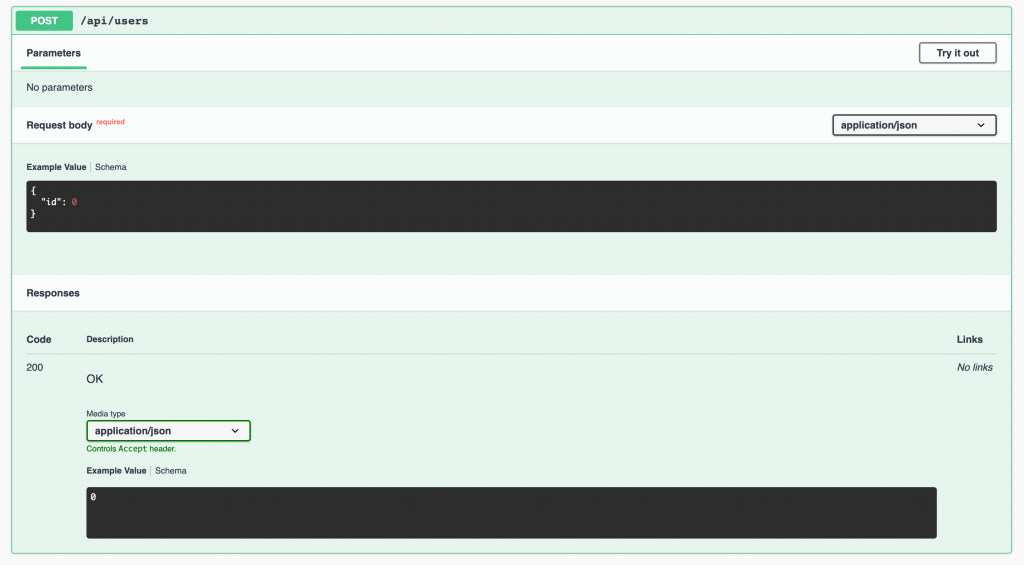 POST /api/users
Parameters Try it out
No parameters
Request body required application/json
Example Value Schema
{
"id": 0
}
Responses
Code Description Links
200 No links
OK
Media type
application/json
Controls Accept header.
Example Value Schema
0